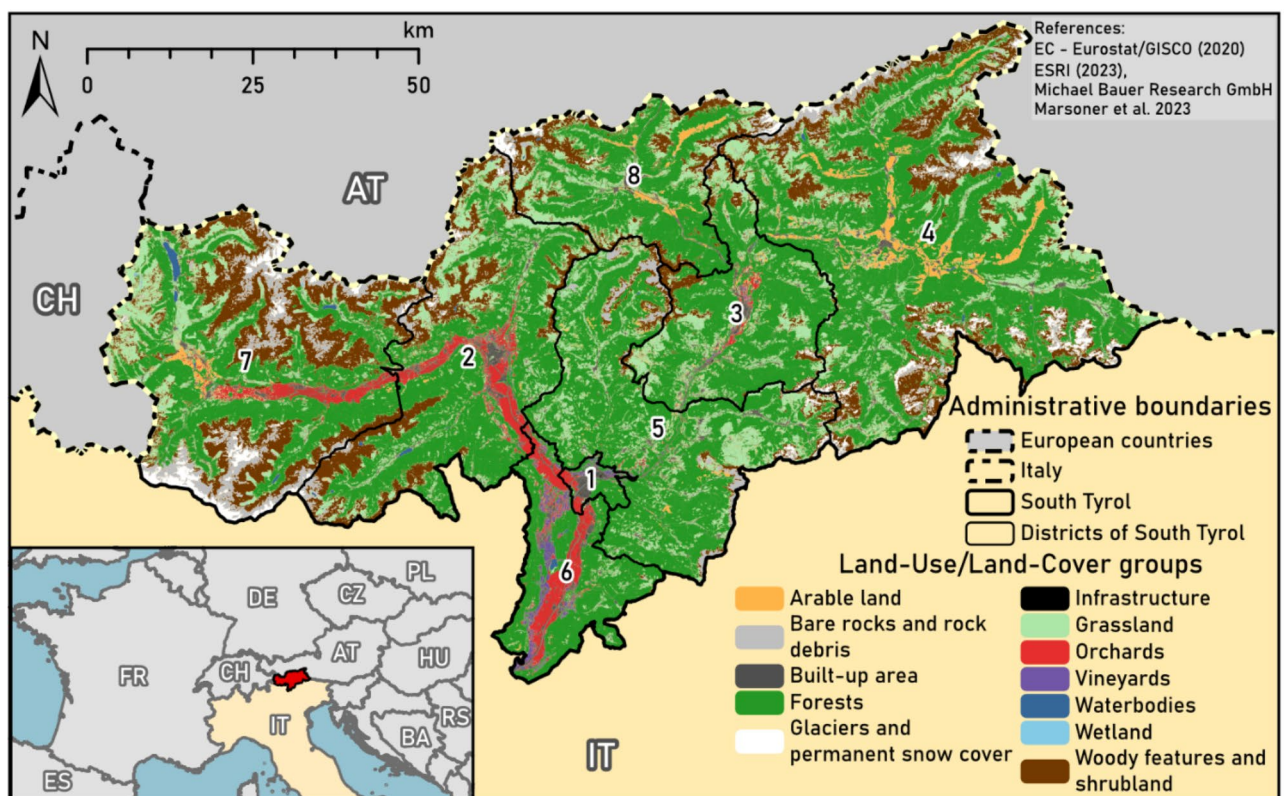 N
km
0
25
50
References:
EC - Eurostat/GISCO (2020)
ESRI (2023),
Michael Bauer Research GmbH
Marsoner et al. 2023
AT
CH
8
4
3
7
2
5
1
6
IT
Administrative boundaries
European countries
Italy
South Tyrol
Districts of South Tyrol
Land-Use/Land-Cover groups
Arable land
Bare rocks and rock
debris
Built-up area
Forests
Glaciers and
permanent snow cover
Infrastructure
Grassland
Orchards
Vineyards
Waterbodies
Wetland
Woody features and
shrubland
PL
DE
CZ
AT
HU
FR
CH
RS
IT
BA
ES